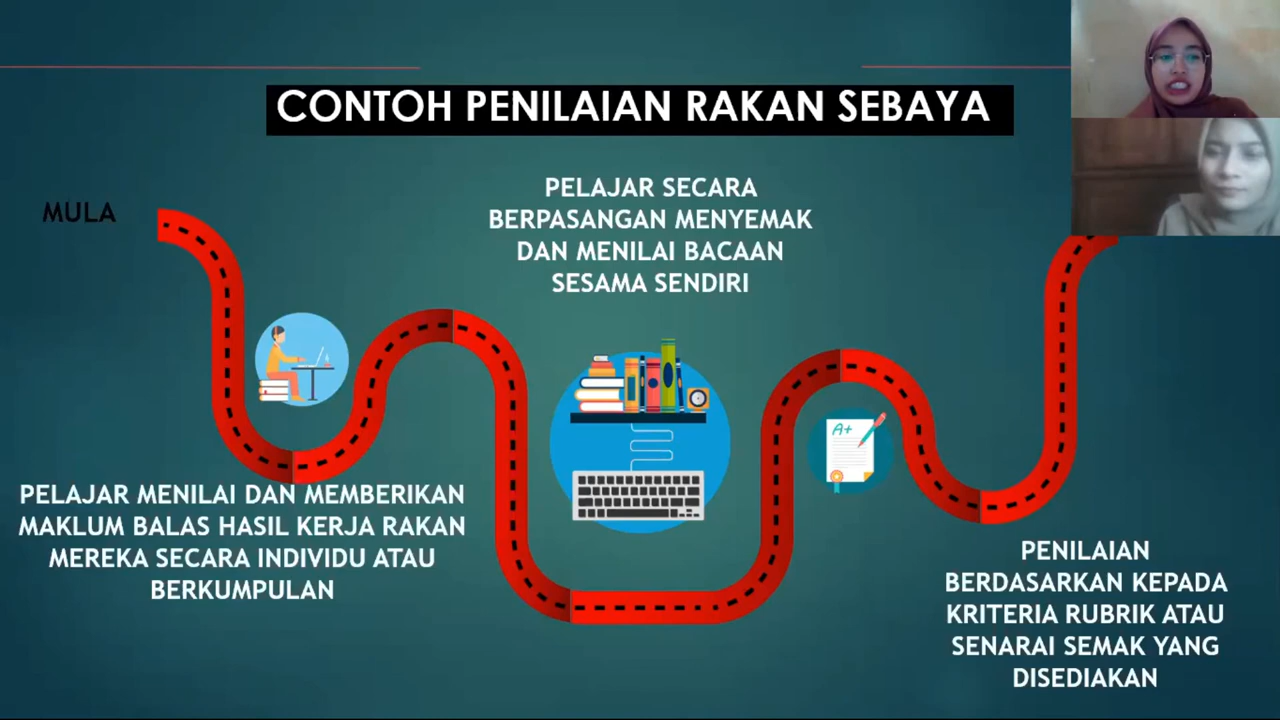 CONTOH PENILAIAN RAKAN SEBAYA
MULA
PELAJAR SECARA
BERPASANGAN MENYEMAK
DAN MENILAI BACAAN
SESAMA SENDIRI
A+
PELAJAR MENILAI DAN MEMBERIKAN
MAKLUM BALAS HASIL KERJA RAKAN
MEREKA SECARA INDIVIDU ATAU
BERKUMPULAN
PENILAIAN
BERDASARKAN KEPADA
KRITERIA RUBRIK ATAU
SENARAI SEMAK YANG
DISEDIAKAN